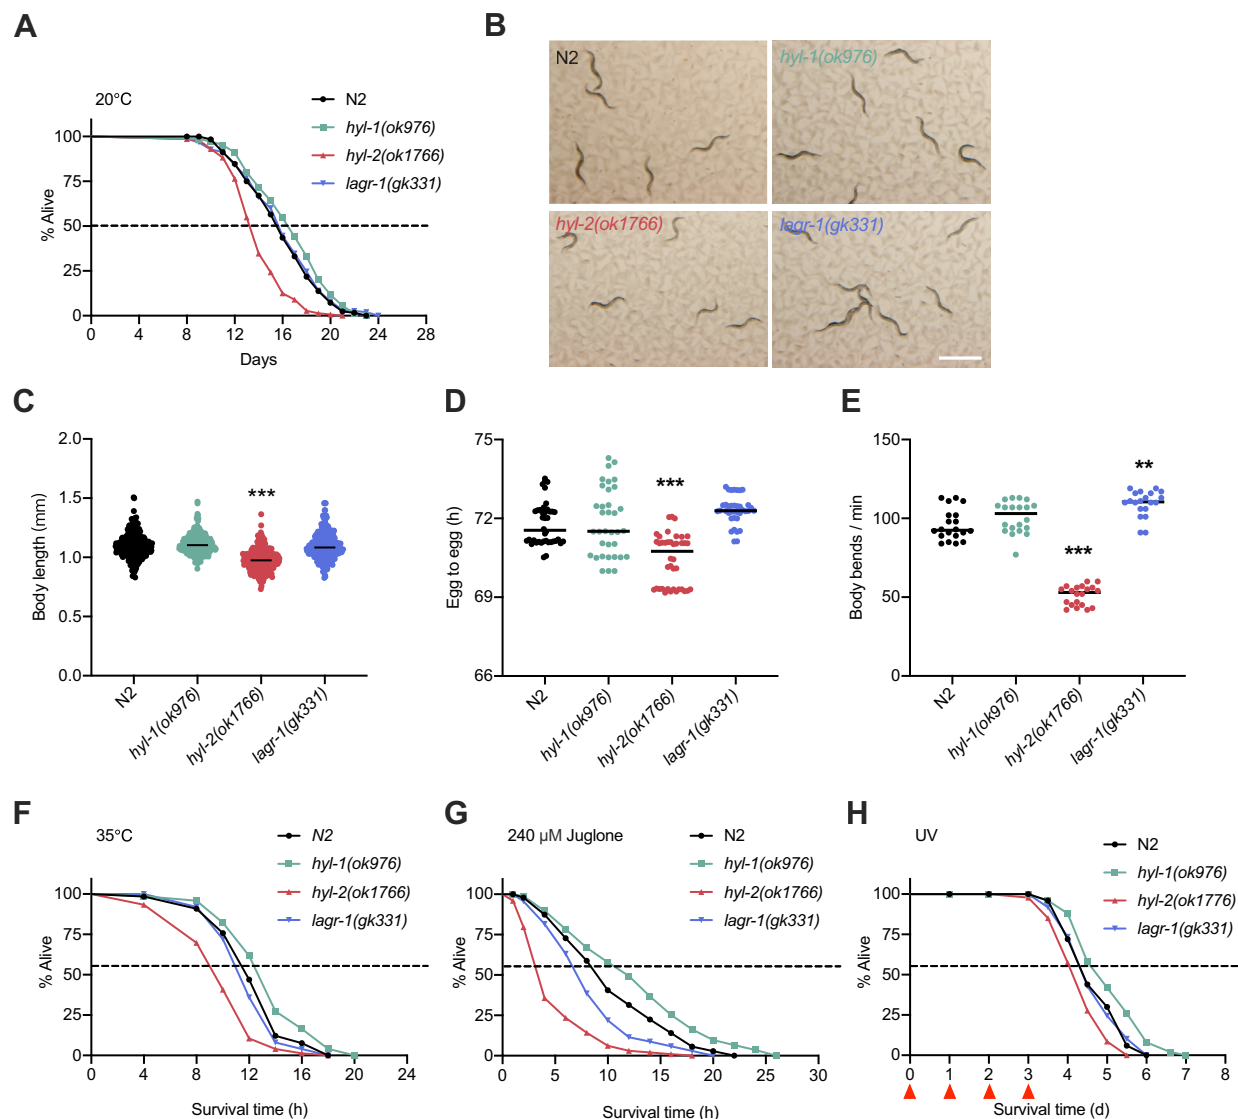 A
20°C
N2
hyl-1(ok976)
hyl-2(ok1766)
lagr-1(gk331)
% Alive
100
75
50
25
0
0 4 8 12 16 20 24 28
Days
B
N2
hyl-1(ok976)
hyl-2(ok1766)
lagr-1(gk331)
C
Body length (mm)
2.0
1.5
1.0
0.5
0.0
***
N2
hyl-1(ok976)
hyl-2(ok1766)
lagr-1(gk331)
D
Egg to egg (h)
75
72
69
66
***
N2
hyl-1(ok976)
hyl-2(ok1766)
lagr-1(gk331)
E
Body bends / min
150
100
50
0
***
**
N2
hyl-1(ok976)
hyl-2(ok1766)
lagr-1(gk331)
F
35°C
N2
hyl-1(ok976)
hyl-2(ok1766)
lagr-1(gk331)
% Alive
100
75
50
25
0
0 4 8 12 16 20 24
Survival time (h)
G
240 µM Juglone
N2
hyl-1(ok976)
hyl-2(ok1766)
lagr-1(gk331)
% Alive
100
75
50
25
0
0 5 10 15 20 25 30
Survival time (h)
H
UV
N2
hyl-1(ok976)
hyl-2(ok1776)
lagr-1(gk331)
% Alive
100
75
50
25
0
0 1 2 3 4 5 6 7 8
Survival time (d)